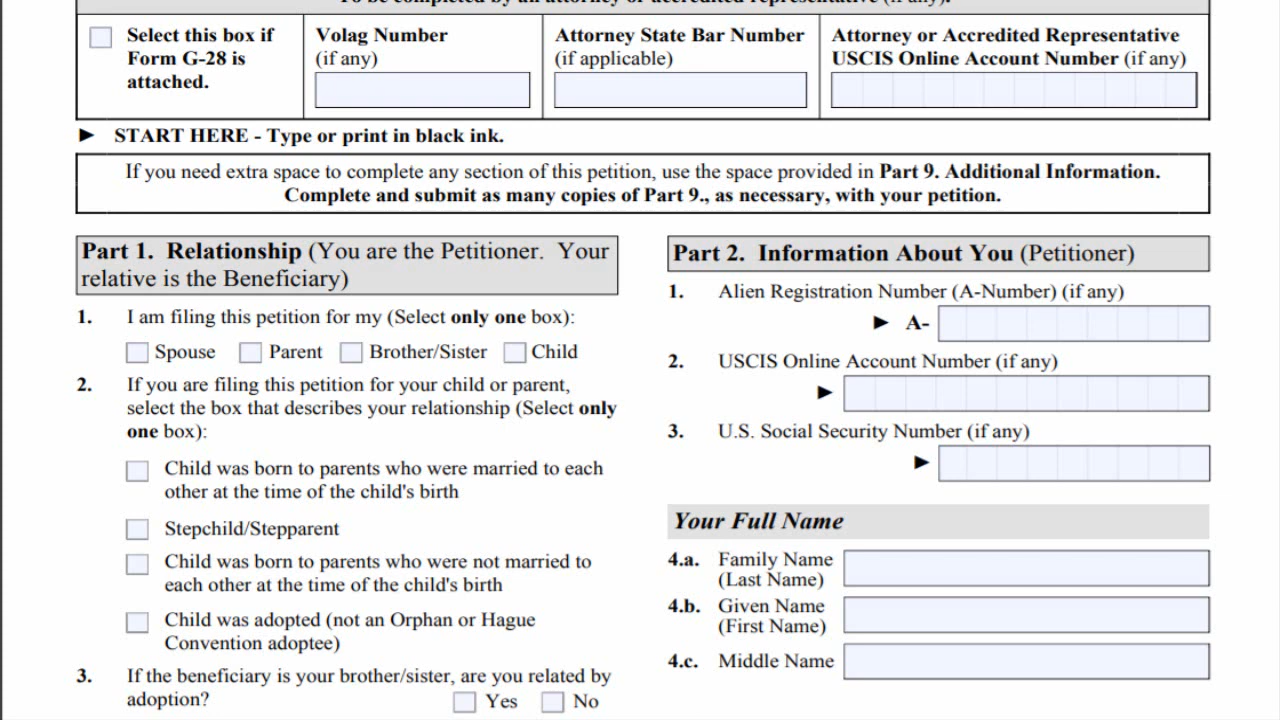 To be completed by an attorney or accredited representative (if any).
Select this box if
Form G-28 is
attached.
Volag Number
(if any)
Attorney State Bar Number
(if applicable)
Attorney or Accredited Representative
USCIS Online Account Number (if any)
► START HERE - Type or print in black ink.
If you need extra space to complete any section of this petition, use the space provided in Part 9. Additional Information.
Complete and submit as many copies of Part 9., as necessary, with your petition.
Part 1. Relationship (You are the Petitioner. Your
relative is the Beneficiary)
1. I am filing this petition for my (Select only one box):
Spouse Parent Brother/Sister Child
2. If you are filing this petition for your child or parent,
select the box that describes your relationship (Select only
one box):
Child was born to parents who were married to each
other at the time of the child's birth
Stepchild/Stepparent
Child was born to parents who were not married to
each other at the time of the child's birth
Child was adopted (not an Orphan or Hague
Convention adoptee)
3. If the beneficiary is your brother/sister, are you related by
adoption? Yes No
Part 2. Information About You (Petitioner)
1. Alien Registration Number (A-Number) (if any)
► A-
2. USCIS Online Account Number (if any)
►
3. U.S. Social Security Number (if any)
►
Your Full Name
4.a. Family Name
(Last Name)
4.b. Given Name
(First Name)
4.c. Middle Name